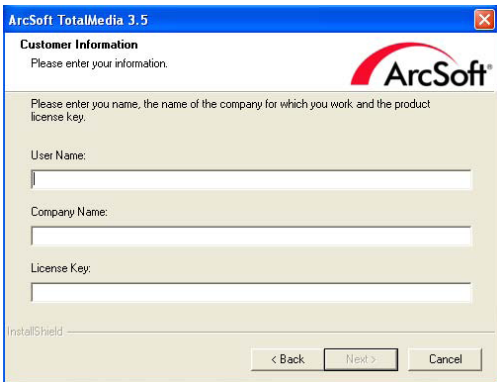 ArcSoft TotalMedia 3.5
Customer Information
Please enter your information.
ArcSoft
Please enter you name, the name of the company for which you work and the product
license key.
User Name:
Company Name:
License Key:
InstallShield
< Back
Next >
Cancel